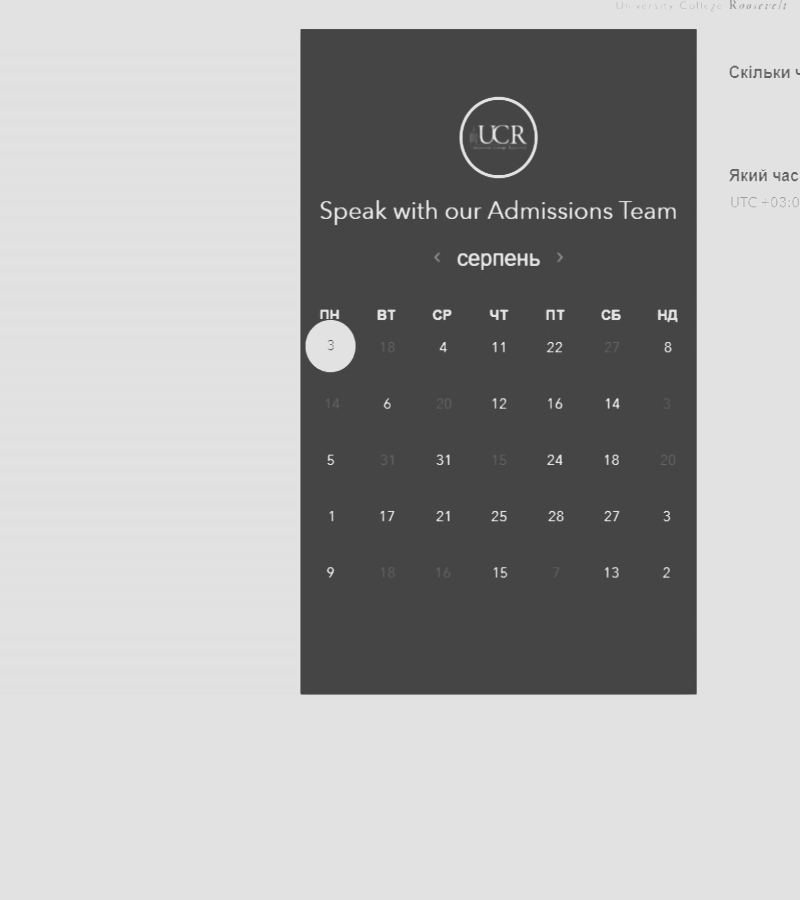 University College Roosevelt
Скільки ч
UCR
Який час
UTC +03:0
Speak with our Admissions Team
серпень
ПН ВТ СР ЧТ ПТ СБ НД
3 18 4 11 22 27 8
14 6 20 12 16 14 3
5 31 31 15 24 18 20
1 17 21 25 28 27 3
9 18 16 15 7 13 2